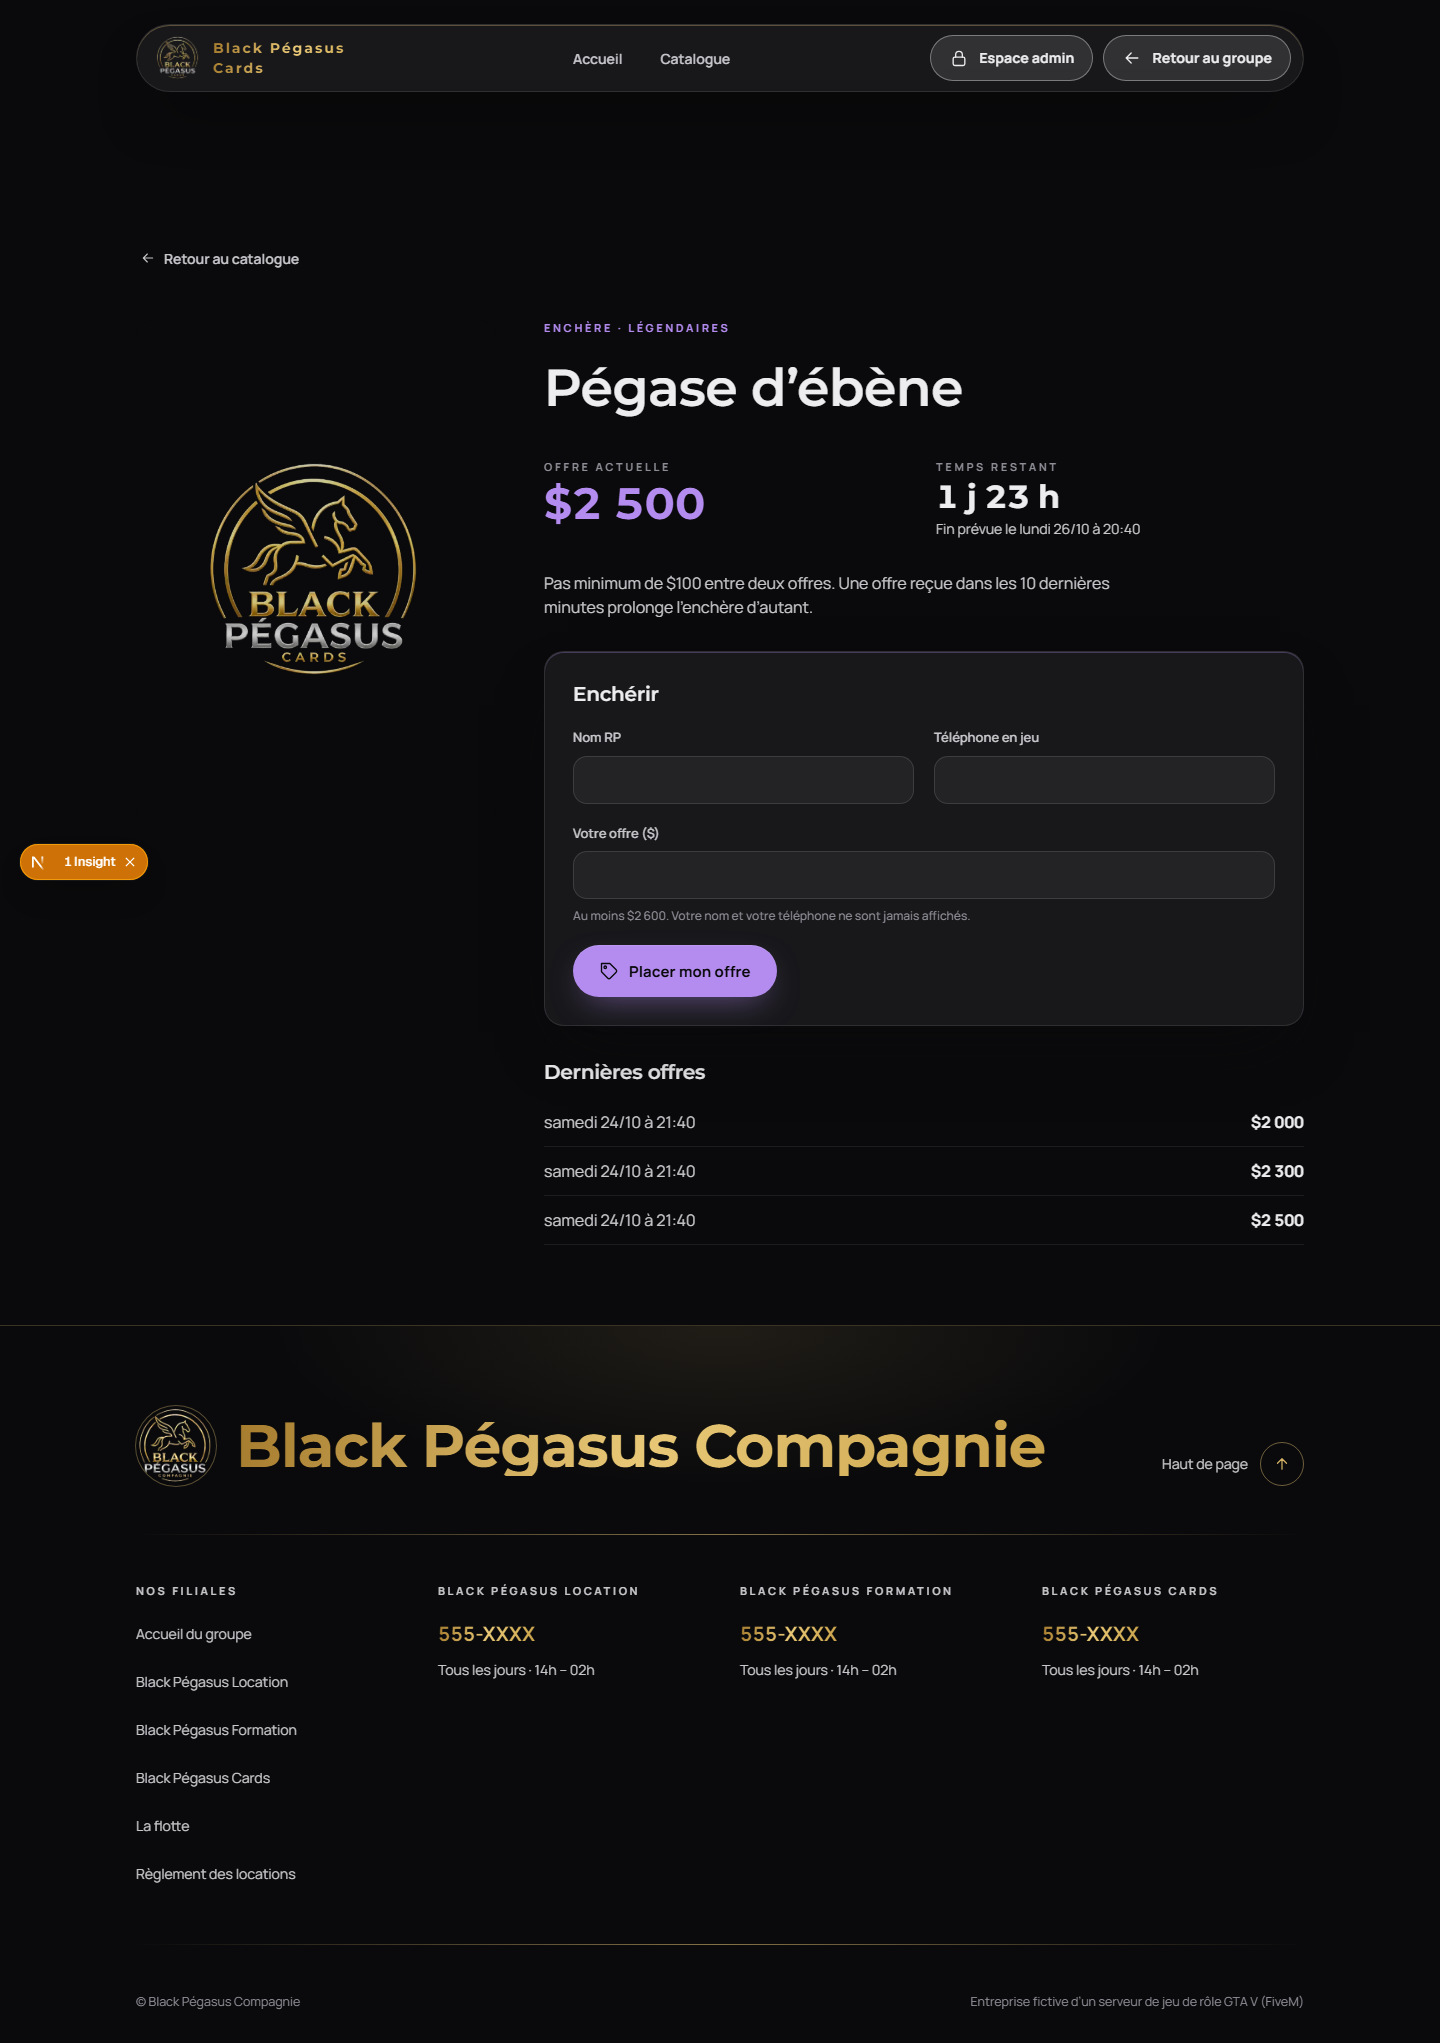 BLACK
PÉGASUS
Black Pégasus
Cards
Accueil
Catalogue
Espace admin
Retour au groupe
Retour au catalogue
ENCHÈRE · LÉGENDAIRES
Pégase d’ébène
OFFRE ACTUELLE
$2 500
TEMPS RESTANT
1 j 23 h
Fin prévue le lundi 26/10 à 20:40
BLACK
PÉGASUS
CARDS
Pas minimum de $100 entre deux offres. Une offre reçue dans les 10 dernières
minutes prolonge l’enchère d’autant.
Enchérir
Nom RP
Téléphone en jeu
Votre offre ($)
1 Insight
Au moins $2 600. Votre nom et votre téléphone ne sont jamais affichés.
Placer mon offre
Dernières offres
samedi 24/10 à 21:40
$2 000
samedi 24/10 à 21:40
$2 300
samedi 24/10 à 21:40
$2 500
BLACK
PÉGASUS
COMPAGNIE
Black Pégasus Compagnie
Haut de page
NOS FILIALES
Accueil du groupe
Black Pégasus Location
Black Pégasus Formation
Black Pégasus Cards
La flotte
Règlement des locations
BLACK PÉGASUS LOCATION
555-XXXX
Tous les jours · 14h – 02h
BLACK PÉGASUS FORMATION
555-XXXX
Tous les jours · 14h – 02h
BLACK PÉGASUS CARDS
555-XXXX
Tous les jours · 14h – 02h
© Black Pégasus Compagnie
Entreprise fictive d’un serveur de jeu de rôle GTA V (FiveM)